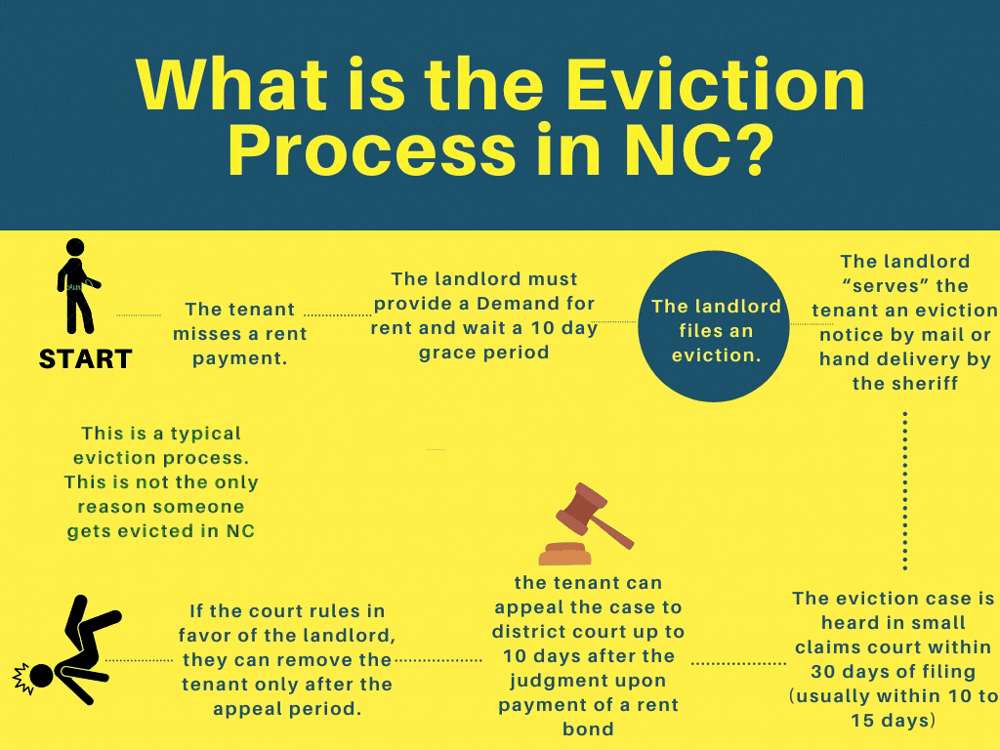 What is the Eviction
Process in NC?
START
The tenant
misses a rent
payment.
The landlord must
provide a Demand for
rent and wait a 10 day
grace period
The landlord
files an
eviction.
The landlord
“serves” the
tenant an eviction
notice by mail or
hand delivery by
the sheriff
This is a typical
eviction process.
This is not the only
reason someone
gets evicted in NC
The eviction case is
heard in small
claims court within
30 days of filing
(usually within 10 to
15 days)
the tenant can
appeal the case to
district court up to
10 days after the
judgment upon
payment of a rent
bond
If the court rules in
favor of the landlord,
they can remove the
tenant only after the
appeal period.